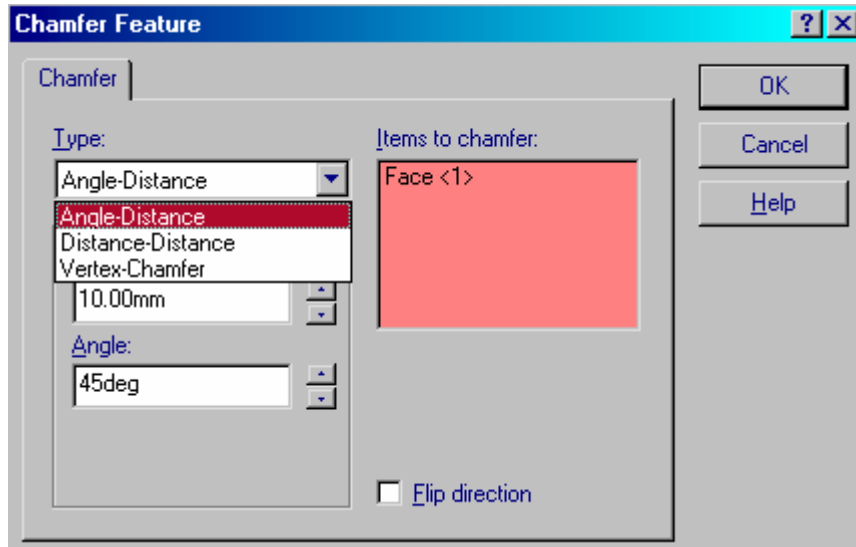 Chamfer Feature
Chamfer
Type:
Angle-Distance
Angle-Distance
Distance-Distance
Vertex-Chamfer
10.00mm
Angle:
45deg
Items to chamfer:
Face <1>
Flip direction
OK
Cancel
Help